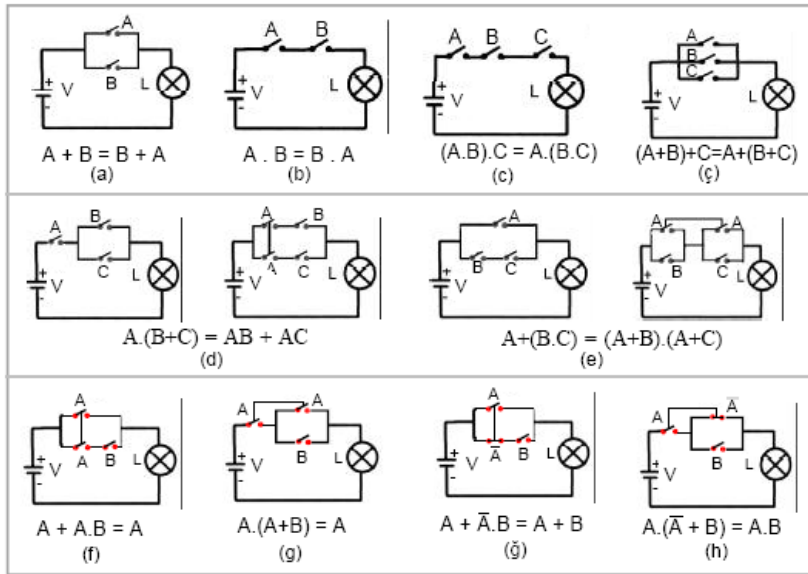 A
B
V
+
-
L
A + B = B + A
(a)
A B
V
+
-
L
A . B = B . A
(b)
A B C
V
+
-
L
(A.B).C = A.(B.C)
(c)
A
B
C
V
+
-
L
(A+B)+C=A+(B+C)
(ç)
A B
C
V
+
-
L
A B
A C
V
+
-
L
A.(B+C) = AB + AC
(d)
A
B C
V
+
-
L
A A
B C
V
+
-
L
A+(B.C) = (A+B).(A+C)
(e)
A
A B
V
+
-
L
A + A.B = A
(f)
A A
B
V
+
-
L
A.(A+B) = A
(g)
A
A̅ B
V
+
-
L
A + A̅.B = A + B
(ğ)
A A̅
B
V
+
-
L
A.(A̅ + B) = A.B
(h)